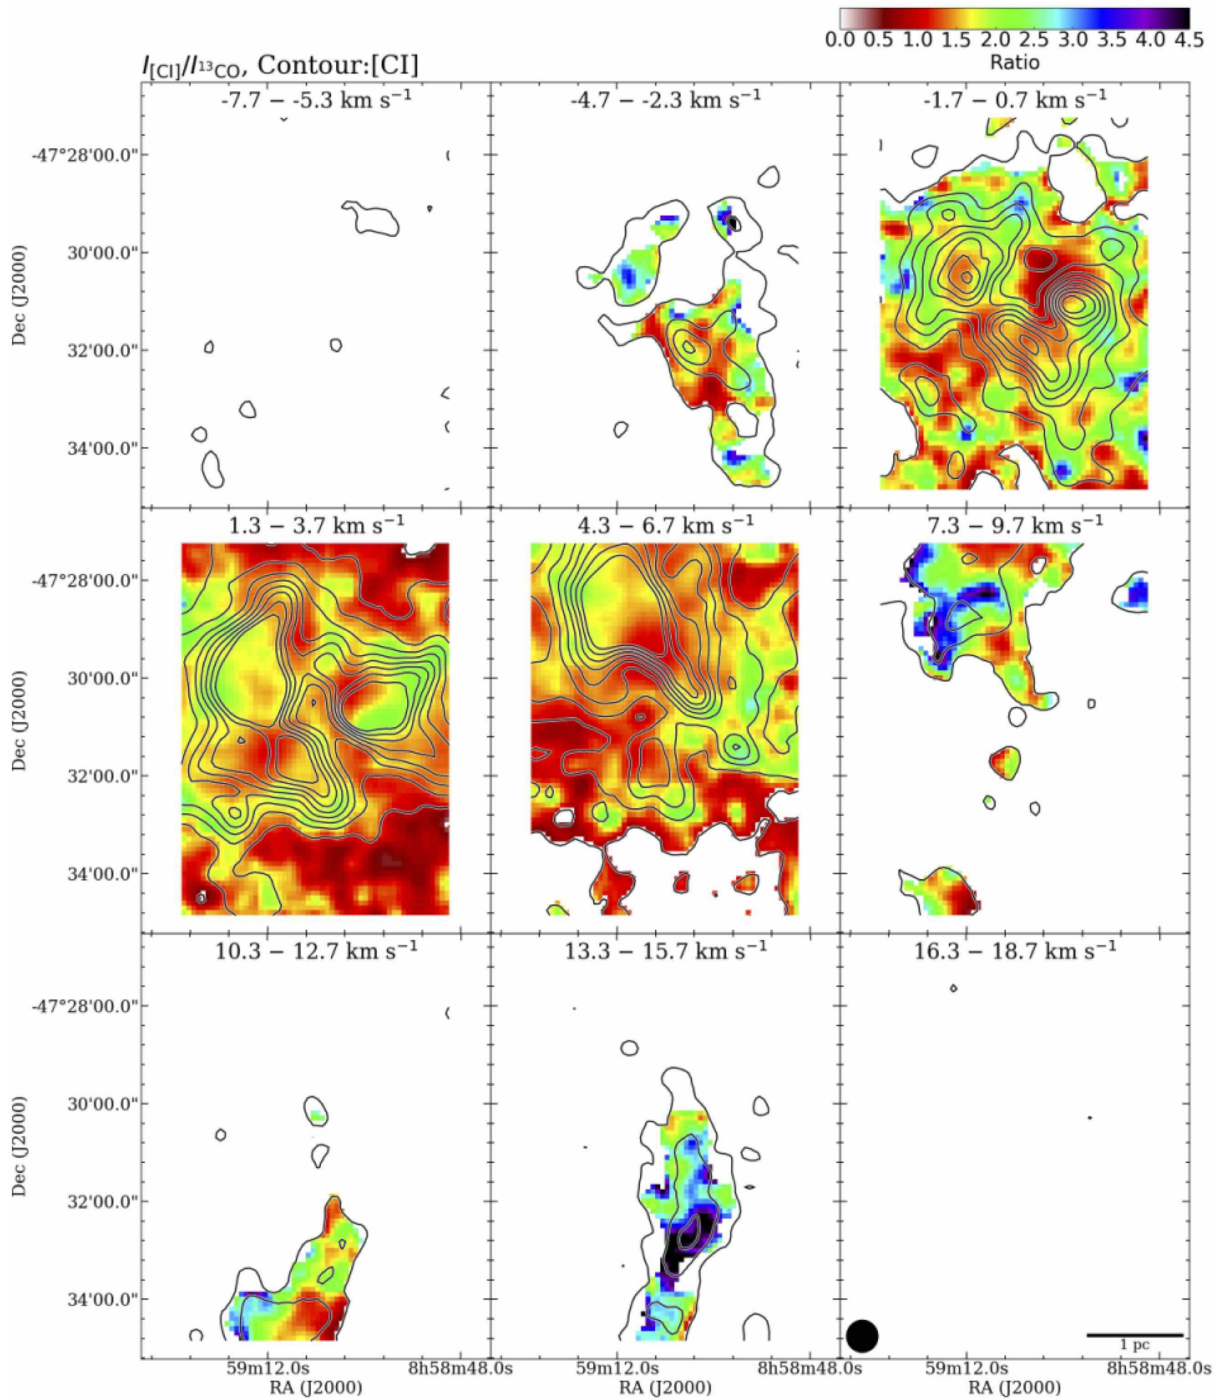 0.0 0.5 1.0 1.5 2.0 2.5 3.0 3.5 4.0 4.5
Ratio
I[CI]/I13CO, Contour:[CI]
-7.7 − -5.3 km s−1
-4.7 − -2.3 km s−1
-1.7 − 0.7 km s−1
-47°28'00.0"
30'00.0"
32'00.0"
34'00.0"
Dec (J2000)
1.3 − 3.7 km s−1
4.3 − 6.7 km s−1
7.3 − 9.7 km s−1
-47°28'00.0"
30'00.0"
32'00.0"
34'00.0"
Dec (J2000)
10.3 − 12.7 km s−1
13.3 − 15.7 km s−1
16.3 − 18.7 km s−1
-47°28'00.0"
30'00.0"
32'00.0"
34'00.0"
Dec (J2000)
1 pc
59m12.0s 8h58m48.0s
59m12.0s 8h58m48.0s
59m12.0s 8h58m48.0s
RA (J2000)
RA (J2000)
RA (J2000)